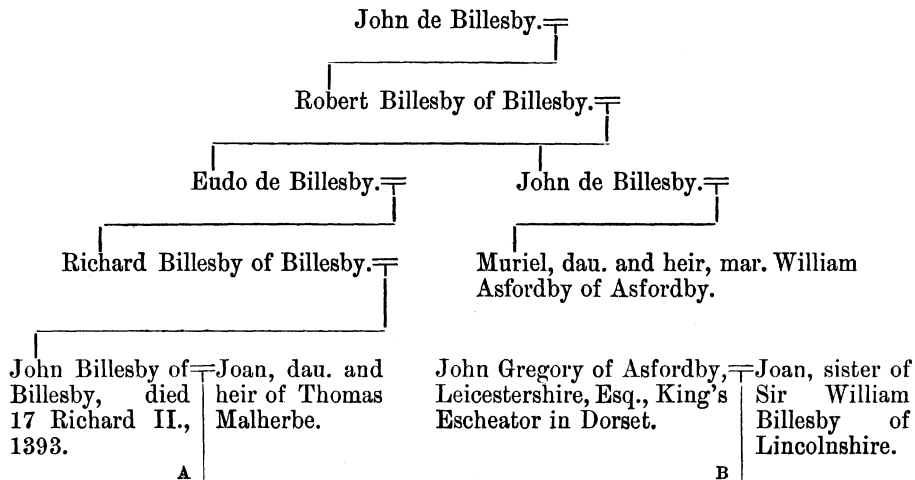 John de Billesby.
Robert Billesby of Billesby.
Eudo de Billesby.
John de Billesby.
Richard Billesby of Billesby.
Muriel, dau. and heir, mar. William
Asfordby of Asfordby.
John Billesby of
Billesby, died
17 Richard II.,
1393.
A
Joan, dau. and
heir of Thomas
Malherbe.
John Gregory of Asfordby,
Leicestershire, Esq., King's
Escheator in Dorset.
B
Joan, sister of
Sir William
Billesby of
Lincolnshire.